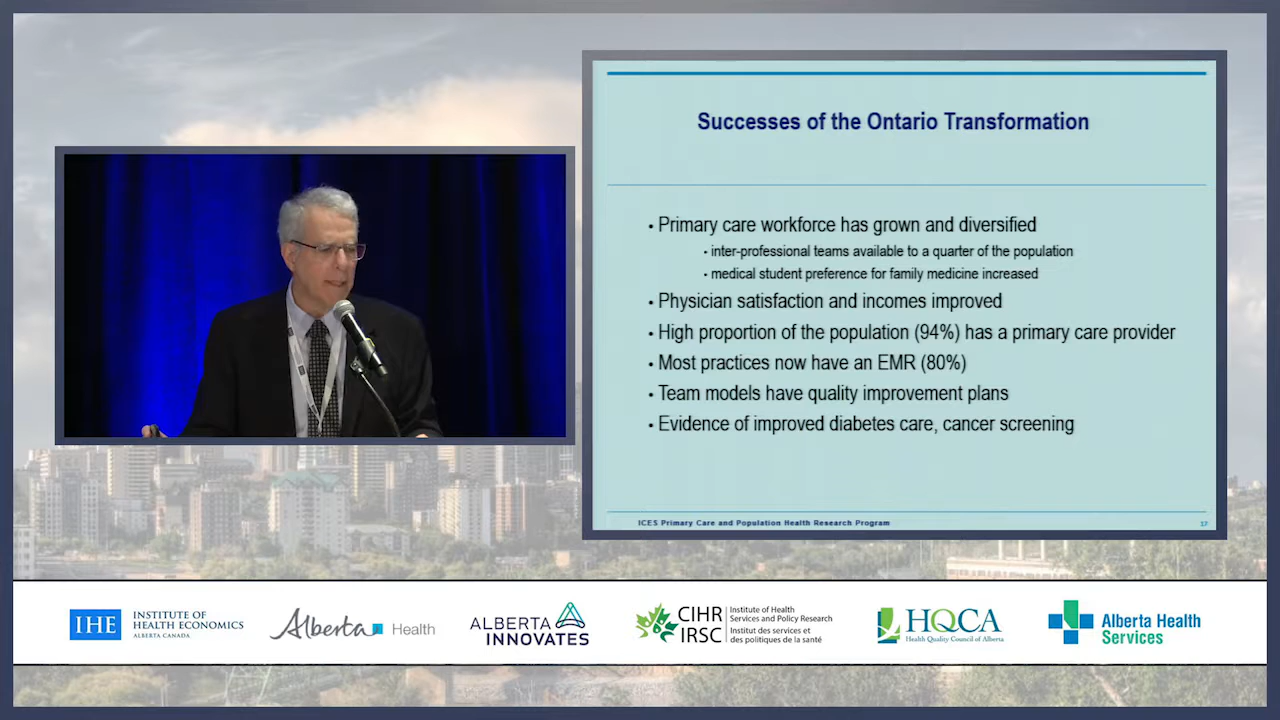 Successes of the Ontario Transformation
• Primary care workforce has grown and diversified
• inter-professional teams available to a quarter of the population
• medical student preference for family medicine increased
• Physician satisfaction and incomes improved
• High proportion of the population (94%) has a primary care provider
• Most practices now have an EMR (80%)
• Team models have quality improvement plans
• Evidence of improved diabetes care, cancer screening
ICES Primary Care and Population Health Research Program 17
IHE
INSTITUTE OF
HEALTH ECONOMICS
ALBERTA CANADA
Alberta Health
ALBERTA
INNOVATES
CIHR
IRSC
Institute of Health
Services and Policy Research
Institut des services et
des politiques de la santé
HQCA
Health Quality Council of Alberta
Alberta Health
Services